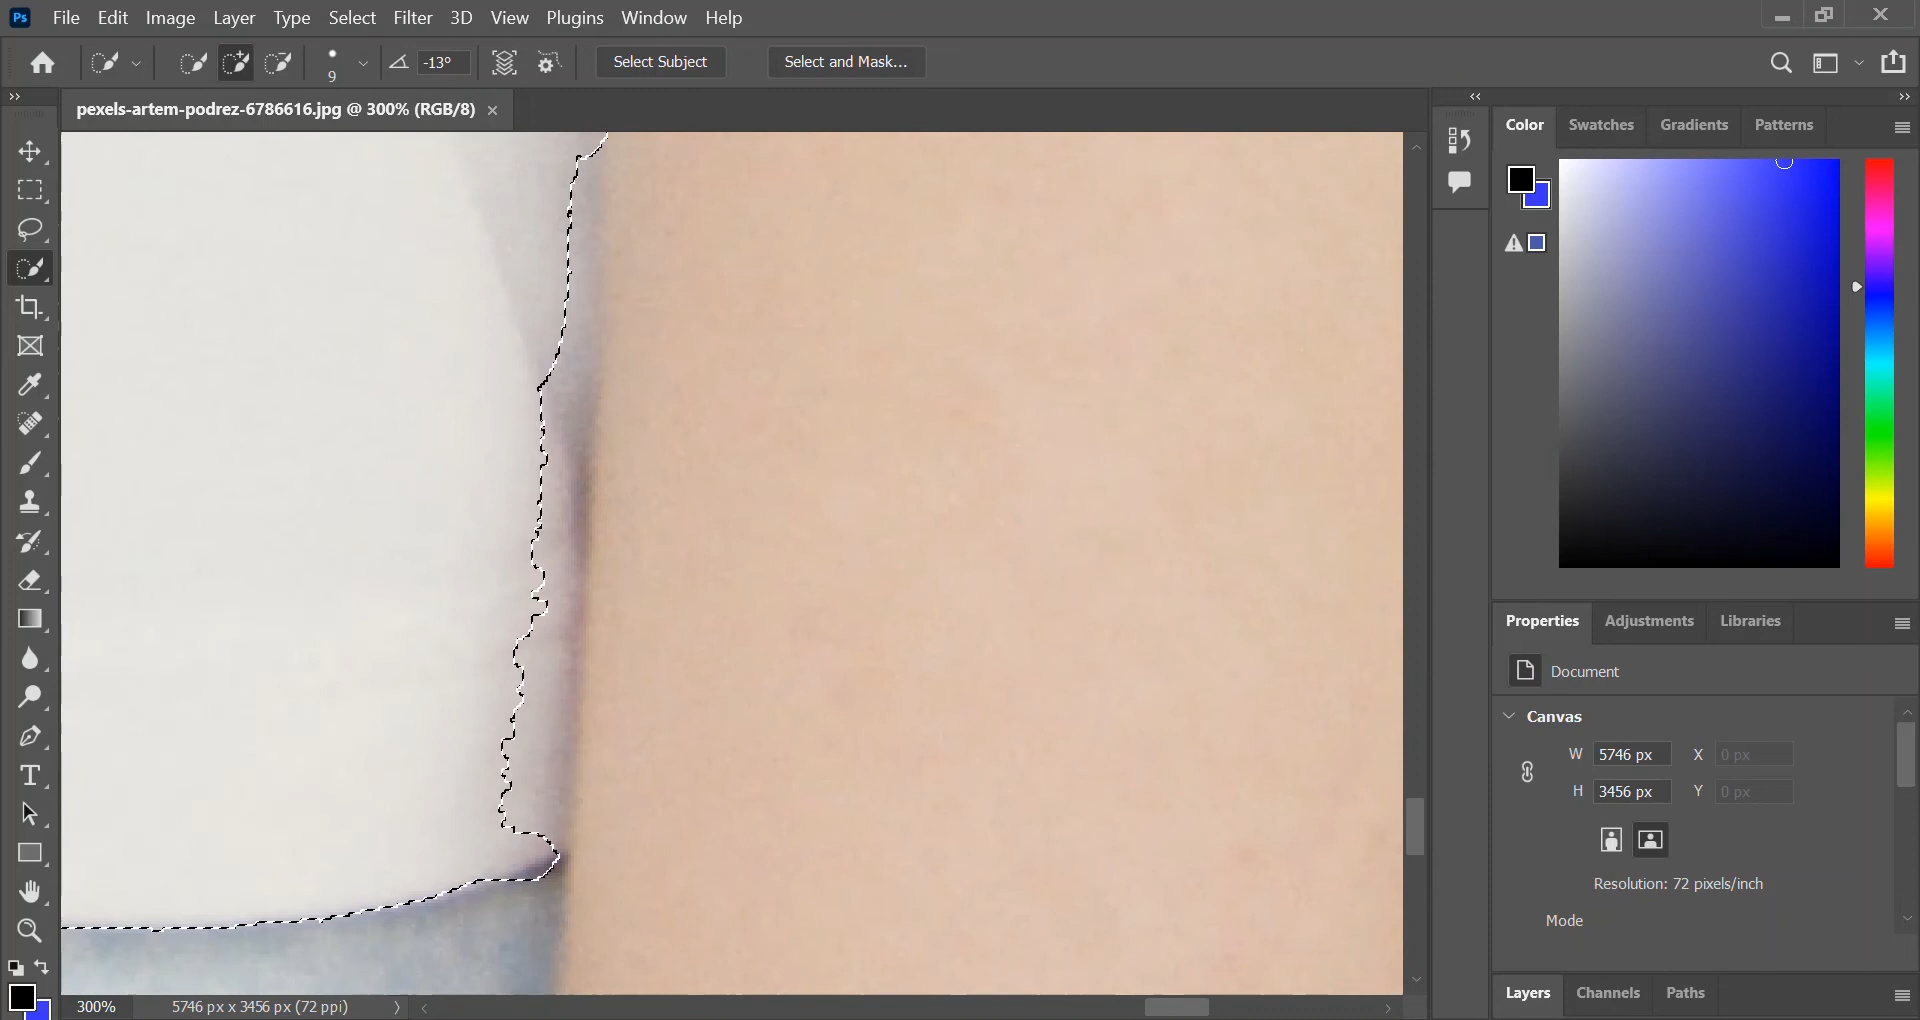 Ps File Edit Image Layer Type Select Filter 3D View Plugins Window Help
9 -13° Select Subject Select and Mask...
pexels-artem-podrez-6786616.jpg @ 300% (RGB/8)
Color Swatches Gradients Patterns
Properties Adjustments Libraries
Document
Canvas
W 5746 px X 0 px
H 3456 px Y 0 px
Resolution: 72 pixels/inch
Mode
Layers Channels Paths
300% 5746 px x 3456 px (72 ppi)